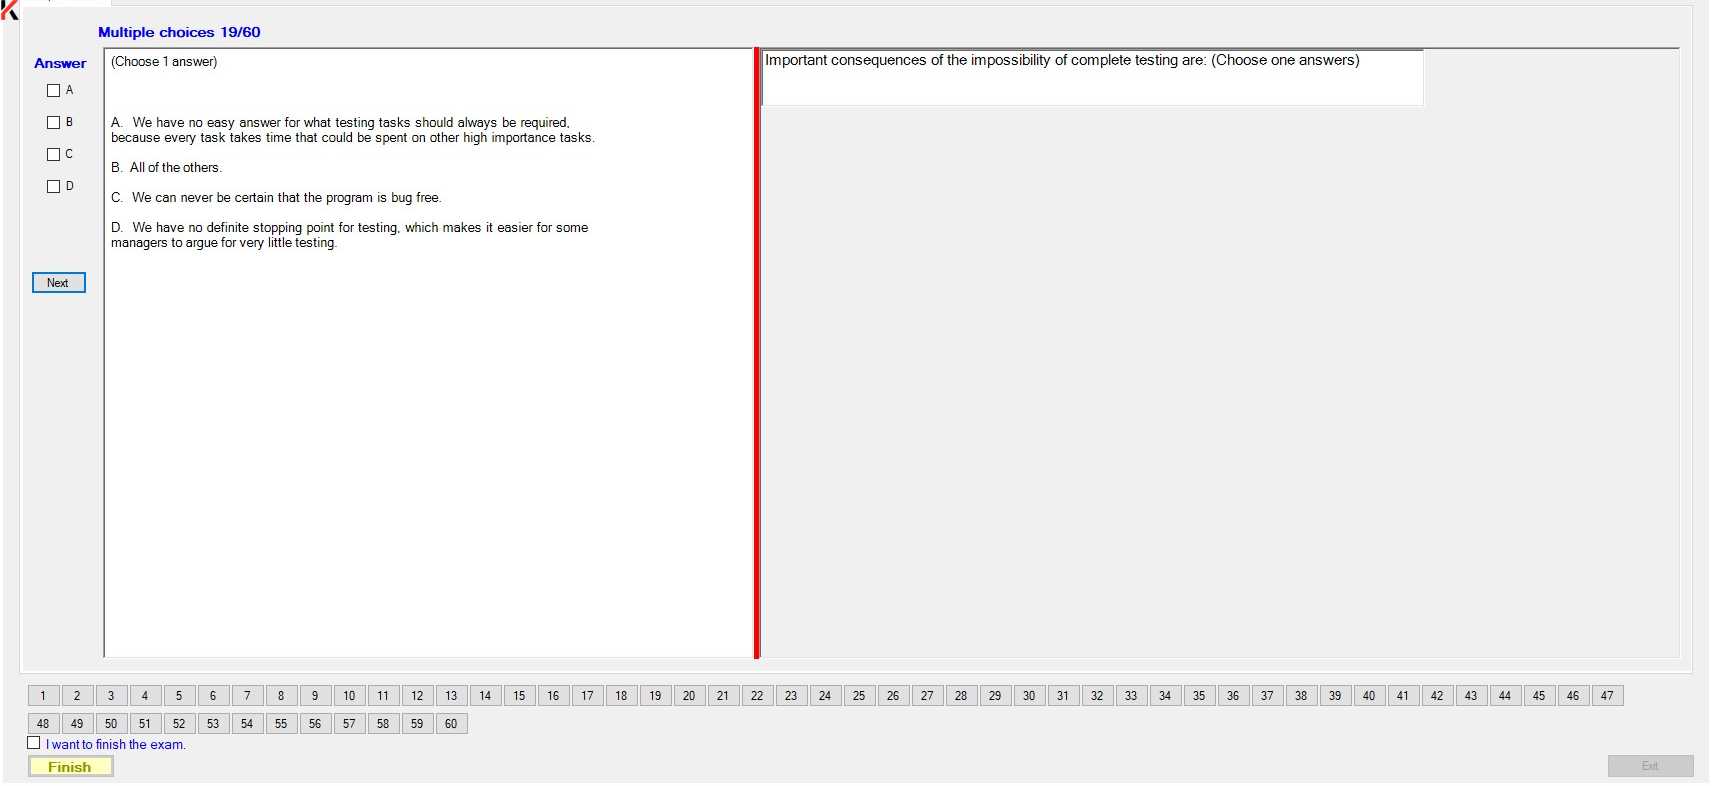 Multiple choices 19/60
Answer
A
B
C
D
Next
(Choose 1 answer)
A. We have no easy answer for what testing tasks should always be required,
because every task takes time that could be spent on other high importance tasks.
B. All of the others.
C. We can never be certain that the program is bug free.
D. We have no definite stopping point for testing, which makes it easier for some
managers to argue for very little testing.
Important consequences of the impossibility of complete testing are: (Choose one answers)
1 2 3 4 5 6 7 8 9 10 11 12 13 14 15 16 17 18 19 20 21 22 23 24 25 26 27 28 29 30 31 32 33 34 35 36 37 38 39 40 41 42 43 44 45 46 47
48 49 50 51 52 53 54 55 56 57 58 59 60
I want to finish the exam.
Finish
Exit